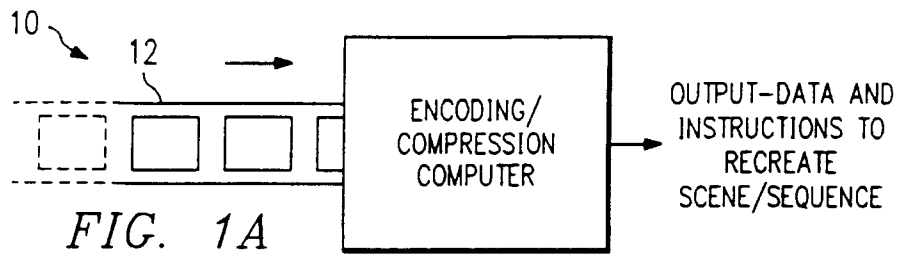 10
12
ENCODING/
COMPRESSION
COMPUTER
OUTPUT-DATA AND
INSTRUCTIONS TO
RECREATE
SCENE/SEQUENCE
FIG. 1A